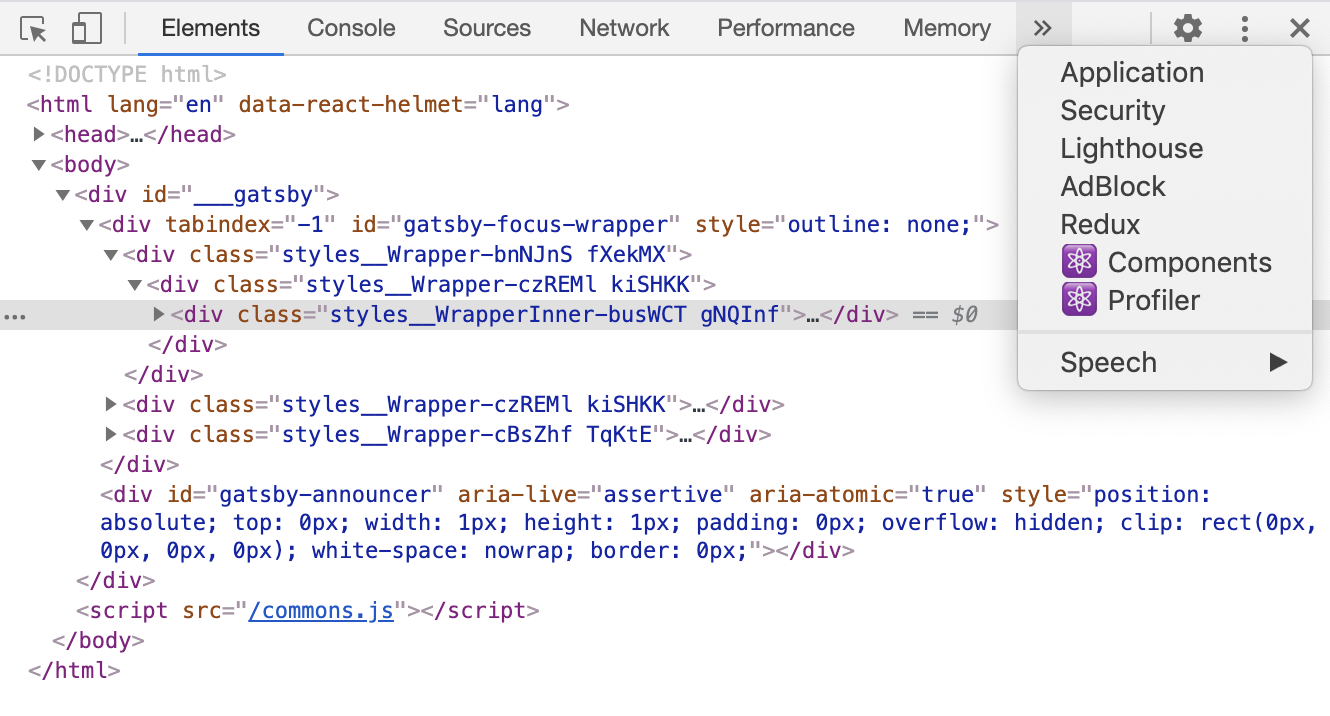 Elements Console Sources Network Performance Memory »
<!DOCTYPE html>
<html lang="en" data-react-helmet="lang">
<head>…</head>
<body>
<div id="___gatsby">
<div tabindex="-1" id="gatsby-focus-wrapper" style="outline: none;">
<div class="styles__Wrapper-bnNJnS fXekMX">
<div class="styles__Wrapper-czREMl kiSHKK">
<div class="styles__WrapperInner-busWCT gNQInf">…</div> == $0
</div>
</div>
<div class="styles__Wrapper-czREMl kiSHKK">…</div>
<div class="styles__Wrapper-cBsZhf TqKtE">…</div>
</div>
<div id="gatsby-announcer" aria-live="assertive" aria-atomic="true" style="position:
absolute; top: 0px; width: 1px; height: 1px; padding: 0px; overflow: hidden; clip: rect(0px,
0px, 0px, 0px); white-space: nowrap; border: 0px;"></div>
</div>
<script src="/commons.js"></script>
</body>
</html>
Application
Security
Lighthouse
AdBlock
Redux
⚛ Components
⚛ Profiler
Speech